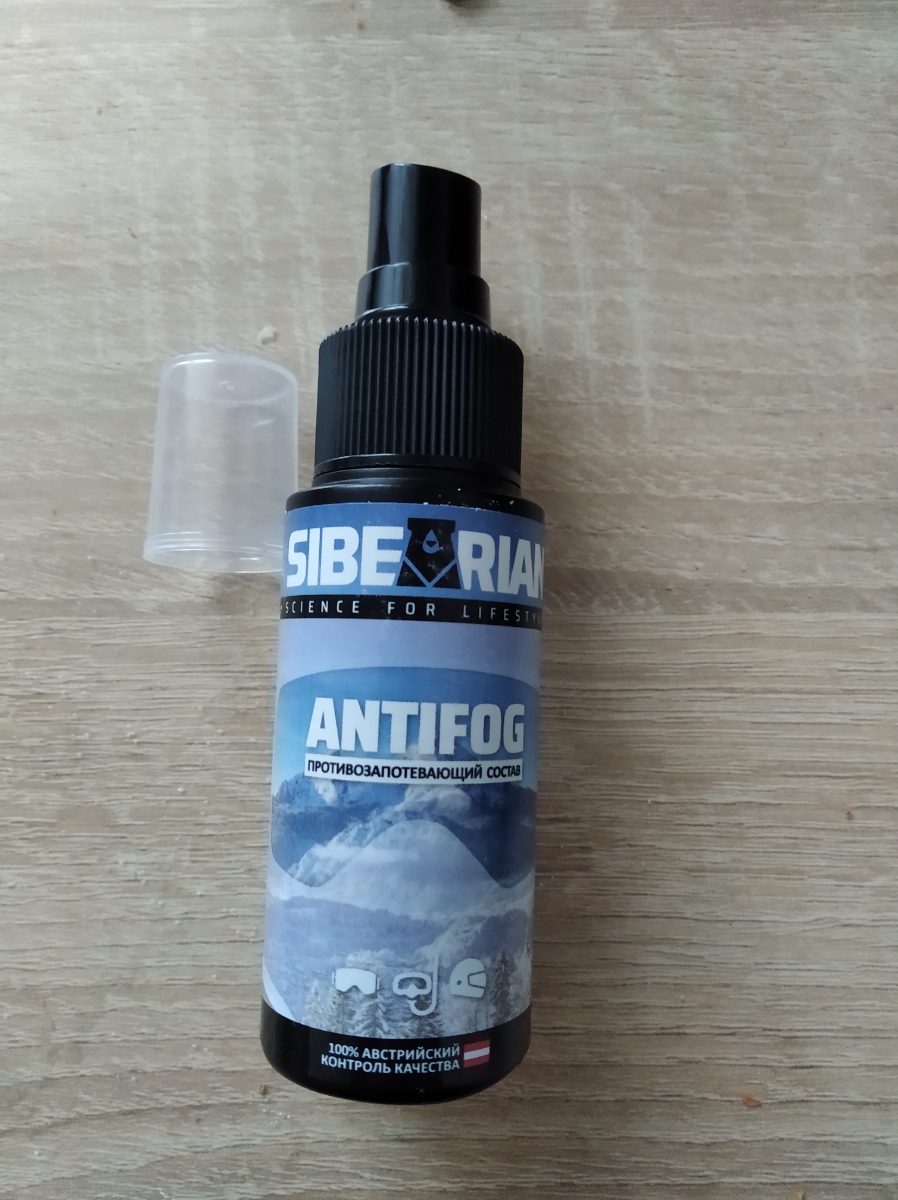 SIBEARIAN
SCIENCE FOR
ANTIFOG
ПРОТИВОЗАПОТЕВАЮЩИЙ СОСТАВ
100% АВСТРИЙСКИЙ
КОНТРОЛЬ КАЧЕСТВА